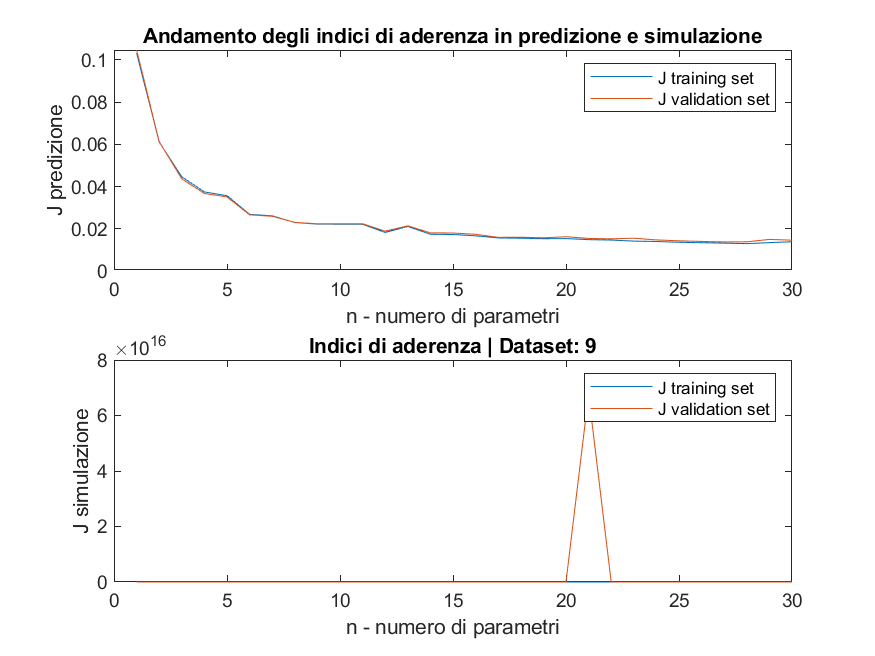 Andamento degli indici di aderenza in predizione e simulazione
J predizione
0.1
0.08
0.06
0.04
0.02
0
J training set
J validation set
0 5 10 15 20 25 30
n - numero di parametri
Indici di aderenza | Dataset: 9
×10^16
J simulazione
8
6
4
2
0
J training set
J validation set
0 5 10 15 20 25 30
n - numero di parametri